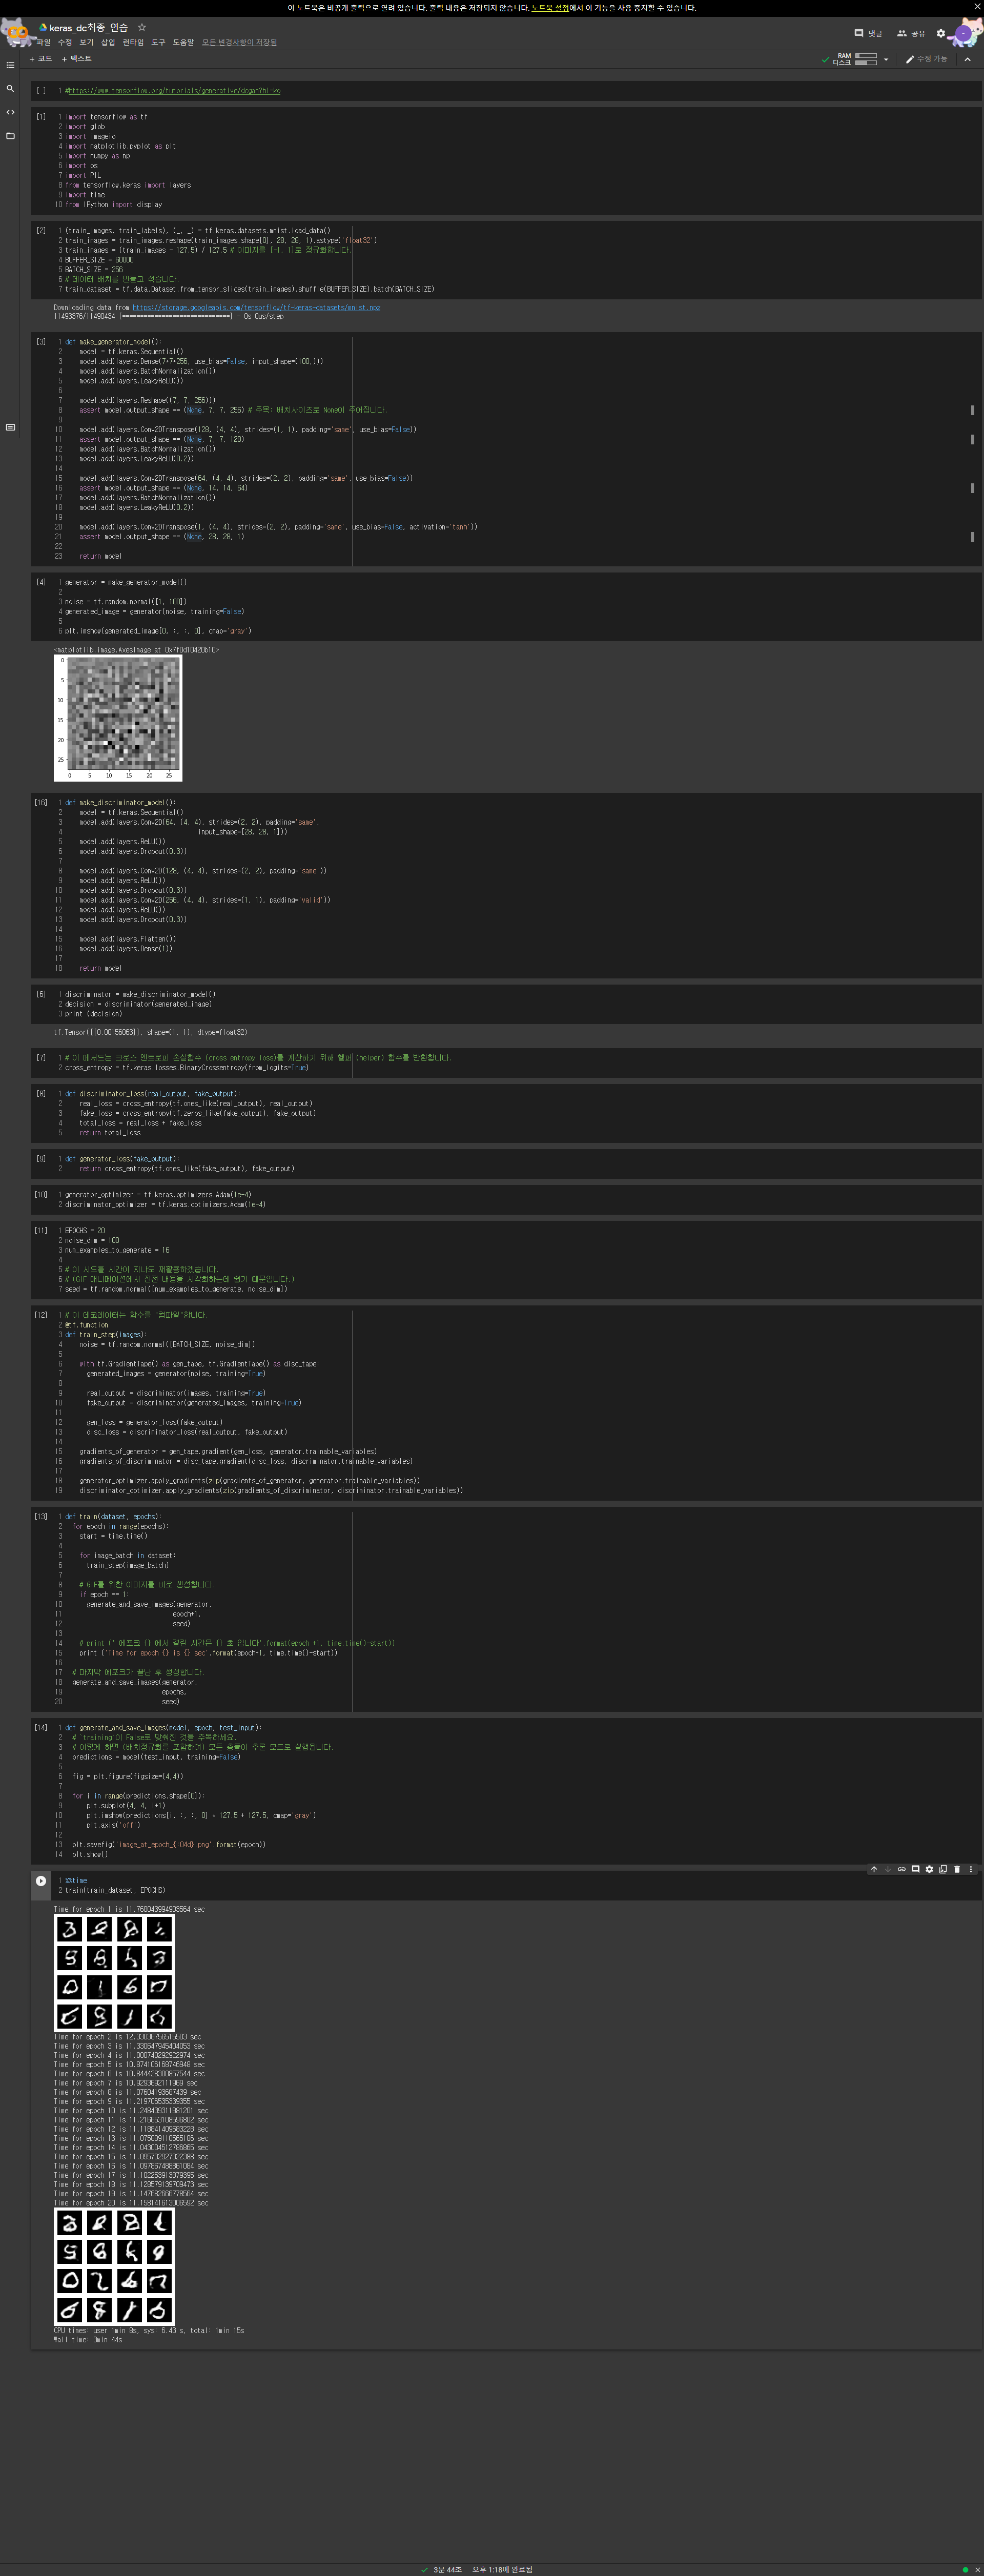 이 노트북은 비공개 출력으로 열려 있습니다. 출력 내용은 저장되지 않습니다. 노트북 설정에서 이 기능을 사용 중지할 수 있습니다.
keras_dc최종_연습
파일 수정 보기 삽입 런타임 도구 도움말 모든 변경사항이 저장됨
댓글 공유
+ 코드 + 텍스트
RAM
디스크
수정 가능
[ ] 1 #https://www.tensorflow.org/tutorials/generative/dcgan?hl=ko
[1] 1 import tensorflow as tf
2 import glob
3 import imageio
4 import matplotlib.pyplot as plt
5 import numpy as np
6 import os
7 import PIL
8 from tensorflow.keras import layers
9 import time
10 from IPython import display
[2] 1 (train_images, train_labels), (_, _) = tf.keras.datasets.mnist.load_data()
2 train_images = train_images.reshape(train_images.shape[0], 28, 28, 1).astype('float32')
3 train_images = (train_images - 127.5) / 127.5 # 이미지를 [-1, 1]로 정규화합니다.
4 BUFFER_SIZE = 60000
5 BATCH_SIZE = 256
6 # 데이터 배치를 만들고 섞습니다.
7 train_dataset = tf.data.Dataset.from_tensor_slices(train_images).shuffle(BUFFER_SIZE).batch(BATCH_SIZE)
Downloading data from https://storage.googleapis.com/tensorflow/tf-keras-datasets/mnist.npz
11493376/11490434 [==============================] - 0s 0us/step
[3] 1 def make_generator_model():
2 model = tf.keras.Sequential()
3 model.add(layers.Dense(7*7*256, use_bias=False, input_shape=(100,)))
4 model.add(layers.BatchNormalization())
5 model.add(layers.LeakyReLU())
6
7 model.add(layers.Reshape((7, 7, 256)))
8 assert model.output_shape == (None, 7, 7, 256) # 주목: 배치사이즈로 None이 주어집니다.
9
10 model.add(layers.Conv2DTranspose(128, (4, 4), strides=(1, 1), padding='same', use_bias=False))
11 assert model.output_shape == (None, 7, 7, 128)
12 model.add(layers.BatchNormalization())
13 model.add(layers.LeakyReLU(0.2))
14
15 model.add(layers.Conv2DTranspose(64, (4, 4), strides=(2, 2), padding='same', use_bias=False))
16 assert model.output_shape == (None, 14, 14, 64)
17 model.add(layers.BatchNormalization())
18 model.add(layers.LeakyReLU(0.2))
19
20 model.add(layers.Conv2DTranspose(1, (4, 4), strides=(2, 2), padding='same', use_bias=False, activation='tanh'))
21 assert model.output_shape == (None, 28, 28, 1)
22
23 return model
[4] 1 generator = make_generator_model()
2
3 noise = tf.random.normal([1, 100])
4 generated_image = generator(noise, training=False)
5
6 plt.imshow(generated_image[0, :, :, 0], cmap='gray')
<matplotlib.image.AxesImage at 0x7f0d10420b10>
0
5
10
15
20
25
0 5 10 15 20 25
[16] 1 def make_discriminator_model():
2 model = tf.keras.Sequential()
3 model.add(layers.Conv2D(64, (4, 4), strides=(2, 2), padding='same',
4 input_shape=[28, 28, 1]))
5 model.add(layers.ReLU())
6 model.add(layers.Dropout(0.3))
7
8 model.add(layers.Conv2D(128, (4, 4), strides=(2, 2), padding='same'))
9 model.add(layers.ReLU())
10 model.add(layers.Dropout(0.3))
11 model.add(layers.Conv2D(256, (4, 4), strides=(1, 1), padding='valid'))
12 model.add(layers.ReLU())
13 model.add(layers.Dropout(0.3))
14
15 model.add(layers.Flatten())
16 model.add(layers.Dense(1))
17
18 return model
[6] 1 discriminator = make_discriminator_model()
2 decision = discriminator(generated_image)
3 print (decision)
tf.Tensor([[0.00156863]], shape=(1, 1), dtype=float32)
[7] 1 # 이 메서드는 크로스 엔트로피 손실함수 (cross entropy loss)를 계산하기 위해 헬퍼 (helper) 함수를 반환합니다.
2 cross_entropy = tf.keras.losses.BinaryCrossentropy(from_logits=True)
[8] 1 def discriminator_loss(real_output, fake_output):
2 real_loss = cross_entropy(tf.ones_like(real_output), real_output)
3 fake_loss = cross_entropy(tf.zeros_like(fake_output), fake_output)
4 total_loss = real_loss + fake_loss
5 return total_loss
[9] 1 def generator_loss(fake_output):
2 return cross_entropy(tf.ones_like(fake_output), fake_output)
[10] 1 generator_optimizer = tf.keras.optimizers.Adam(1e-4)
2 discriminator_optimizer = tf.keras.optimizers.Adam(1e-4)
[11] 1 EPOCHS = 20
2 noise_dim = 100
3 num_examples_to_generate = 16
4
5 # 이 시드를 시간이 지나도 재활용하겠습니다.
6 # (GIF 애니메이션에서 진전 내용을 시각화하는데 쉽기 때문입니다.)
7 seed = tf.random.normal([num_examples_to_generate, noise_dim])
[12] 1 # 이 데코레이터는 함수를 "컴파일"합니다.
2 @tf.function
3 def train_step(images):
4 noise = tf.random.normal([BATCH_SIZE, noise_dim])
5
6 with tf.GradientTape() as gen_tape, tf.GradientTape() as disc_tape:
7 generated_images = generator(noise, training=True)
8
9 real_output = discriminator(images, training=True)
10 fake_output = discriminator(generated_images, training=True)
11
12 gen_loss = generator_loss(fake_output)
13 disc_loss = discriminator_loss(real_output, fake_output)
14
15 gradients_of_generator = gen_tape.gradient(gen_loss, generator.trainable_variables)
16 gradients_of_discriminator = disc_tape.gradient(disc_loss, discriminator.trainable_variables)
17
18 generator_optimizer.apply_gradients(zip(gradients_of_generator, generator.trainable_variables))
19 discriminator_optimizer.apply_gradients(zip(gradients_of_discriminator, discriminator.trainable_variables))
[13] 1 def train(dataset, epochs):
2 for epoch in range(epochs):
3 start = time.time()
4
5 for image_batch in dataset:
6 train_step(image_batch)
7
8 # GIF를 위한 이미지를 바로 생성합니다.
9 if epoch == 1:
10 generate_and_save_images(generator,
11 epoch+1,
12 seed)
13
14 # print (' 에포크 {} 에서 걸린 시간은 {} 초 입니다'.format(epoch +1, time.time()-start))
15 print ('Time for epoch {} is {} sec'.format(epoch+1, time.time()-start))
16
17 # 마지막 에포크가 끝난 후 생성합니다.
18 generate_and_save_images(generator,
19 epochs,
20 seed)
[14] 1 def generate_and_save_images(model, epoch, test_input):
2 # 'training'이 False로 맞춰진 것을 주목하세요.
3 # 이렇게 하면 (배치정규화를 포함하여) 모든 층들이 추론 모드로 실행됩니다.
4 predictions = model(test_input, training=False)
5
6 fig = plt.figure(figsize=(4,4))
7
8 for i in range(predictions.shape[0]):
9 plt.subplot(4, 4, i+1)
10 plt.imshow(predictions[i, :, :, 0] * 127.5 + 127.5, cmap='gray')
11 plt.axis('off')
12
13 plt.savefig('image_at_epoch_{:04d}.png'.format(epoch))
14 plt.show()
1 %%time
2 train(train_dataset, EPOCHS)
Time for epoch 1 is 11.768043994903564 sec
Time for epoch 2 is 12.33036756515503 sec
Time for epoch 3 is 11.330647945404053 sec
Time for epoch 4 is 11.008748292922974 sec
Time for epoch 5 is 10.874106168746948 sec
Time for epoch 6 is 10.844428300857544 sec
Time for epoch 7 is 10.9293692111969 sec
Time for epoch 8 is 11.07604193687439 sec
Time for epoch 9 is 11.219706535339355 sec
Time for epoch 10 is 11.248439311981201 sec
Time for epoch 11 is 11.216653108596802 sec
Time for epoch 12 is 11.118841409683228 sec
Time for epoch 13 is 11.075889110565186 sec
Time for epoch 14 is 11.043004512786865 sec
Time for epoch 15 is 11.095732927322388 sec
Time for epoch 16 is 11.097867488861084 sec
Time for epoch 17 is 11.102253913879395 sec
Time for epoch 18 is 11.128579139709473 sec
Time for epoch 19 is 11.147682666778564 sec
Time for epoch 20 is 11.158141613006592 sec
CPU times: user 1min 8s, sys: 6.43 s, total: 1min 15s
Wall time: 3min 44s
3분 44초 오후 1:18에 완료됨